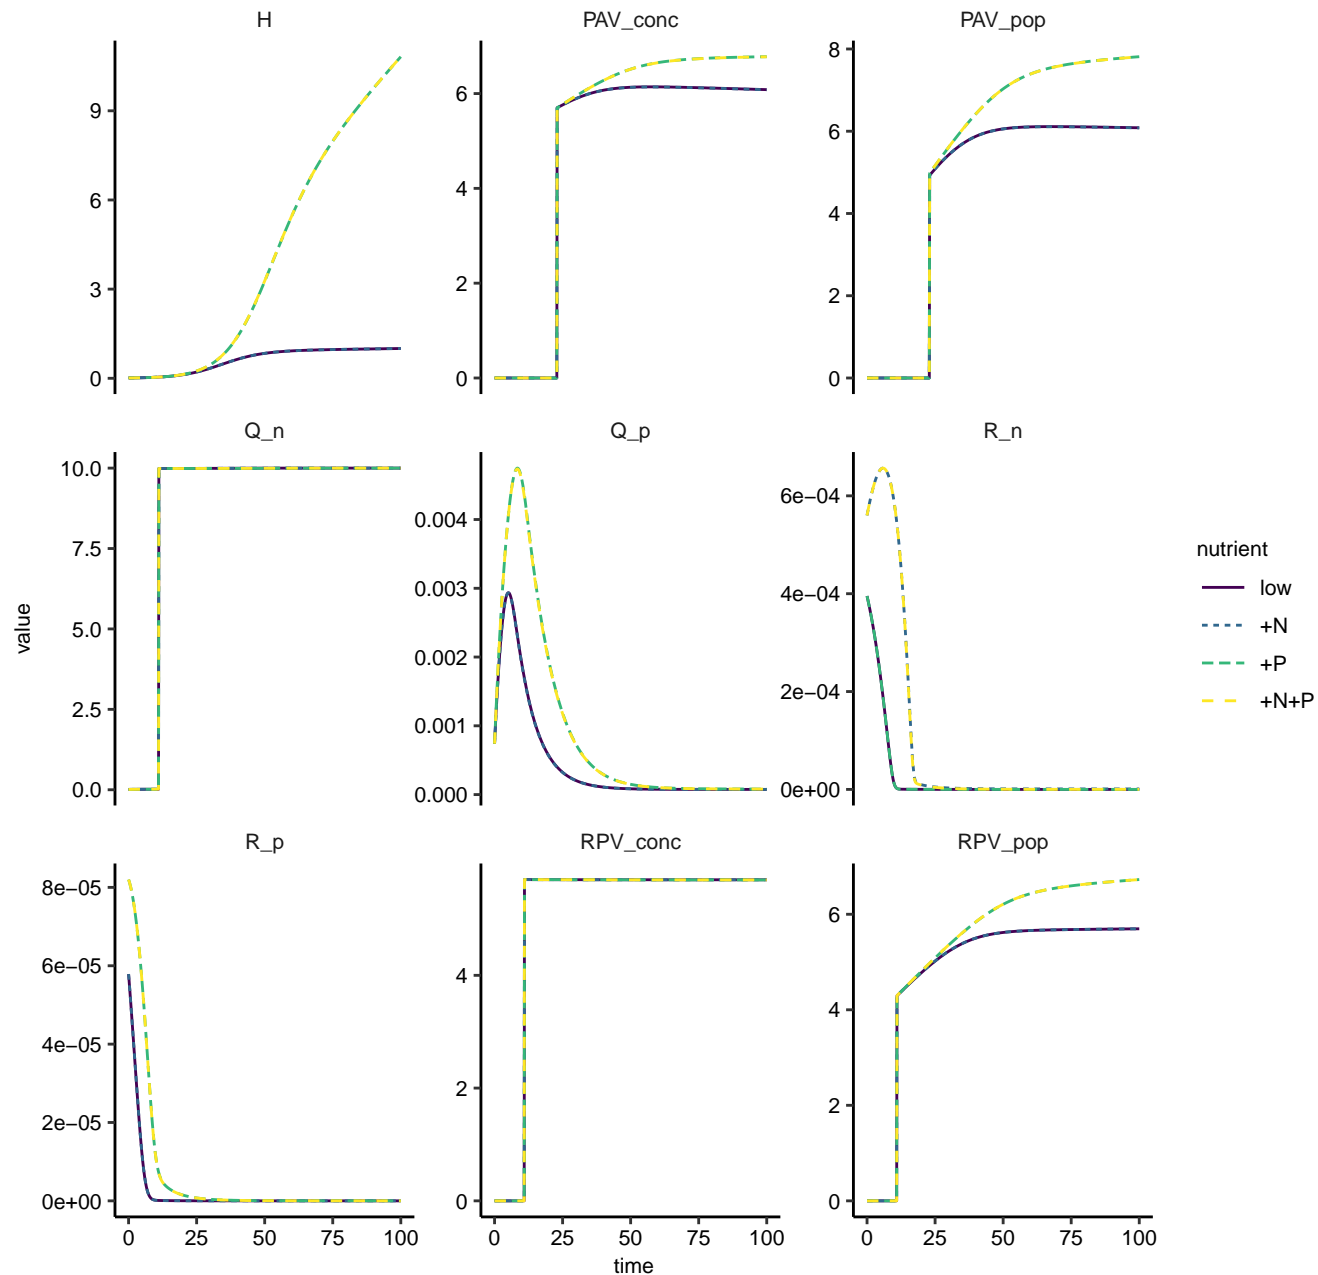 H PAV_conc PAV_pop
9
6
3
0
6
4
2
0
8
6
4
2
0
Q_n Q_p R_n
10.0
7.5
5.0
2.5
0.0
0.004
0.003
0.002
0.001
0.000
6e−04
4e−04
2e−04
0e+00
R_p RPV_conc RPV_pop
8e−05
6e−05
4e−05
2e−05
0e+00
4
2
0
6
4
2
0
0 25 50 75 100
0 25 50 75 100
0 25 50 75 100
time
value
nutrient
low
+N
+P
+N+P